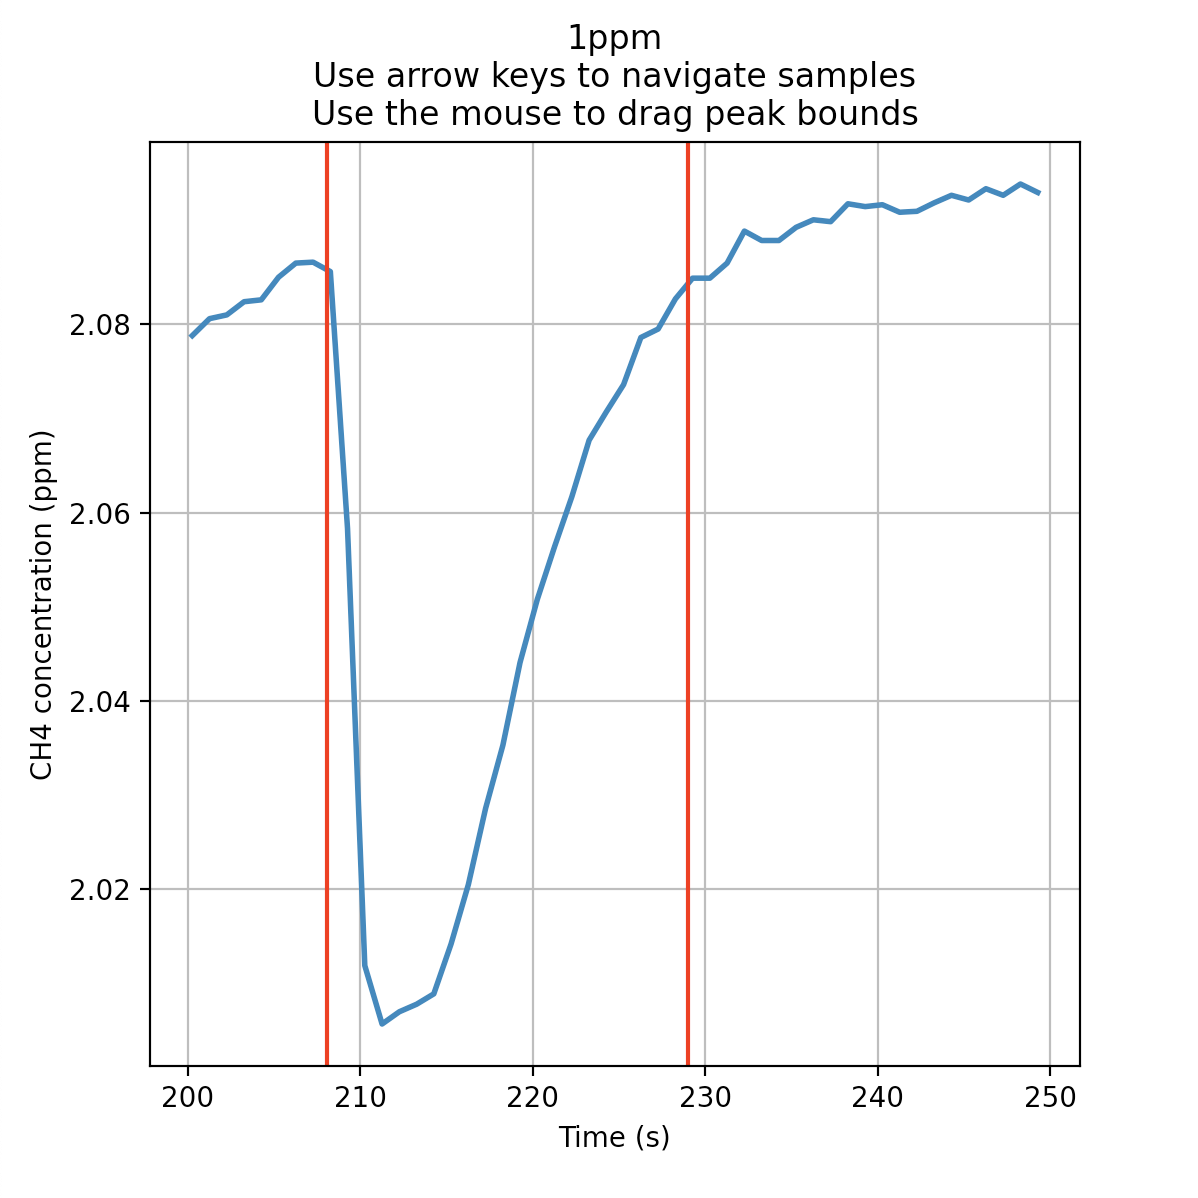 1ppm
Use arrow keys to navigate samples
Use the mouse to drag peak bounds
CH4 concentration (ppm)
2.08
2.06
2.04
2.02
200 210 220 230 240 250
Time (s)